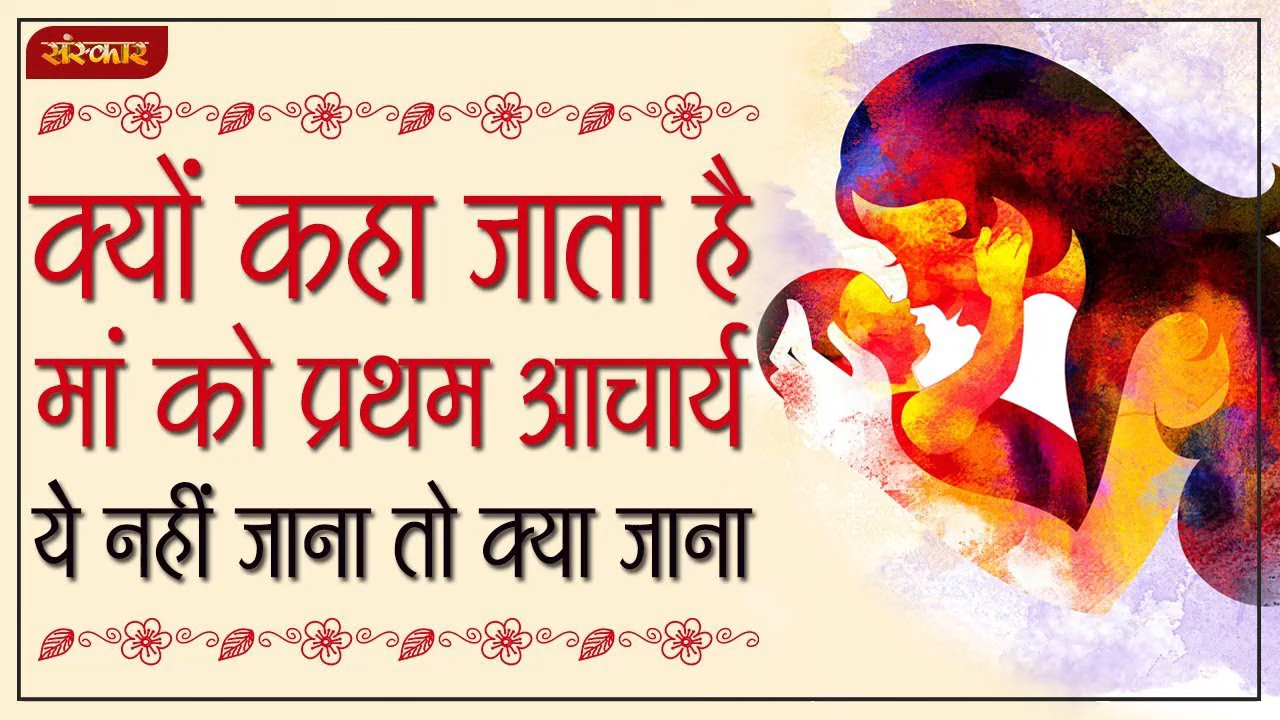 संस्कार
क्यों कहा जाता है
मां को प्रथम आचार्य
ये नहीं जाना तो क्या जाना